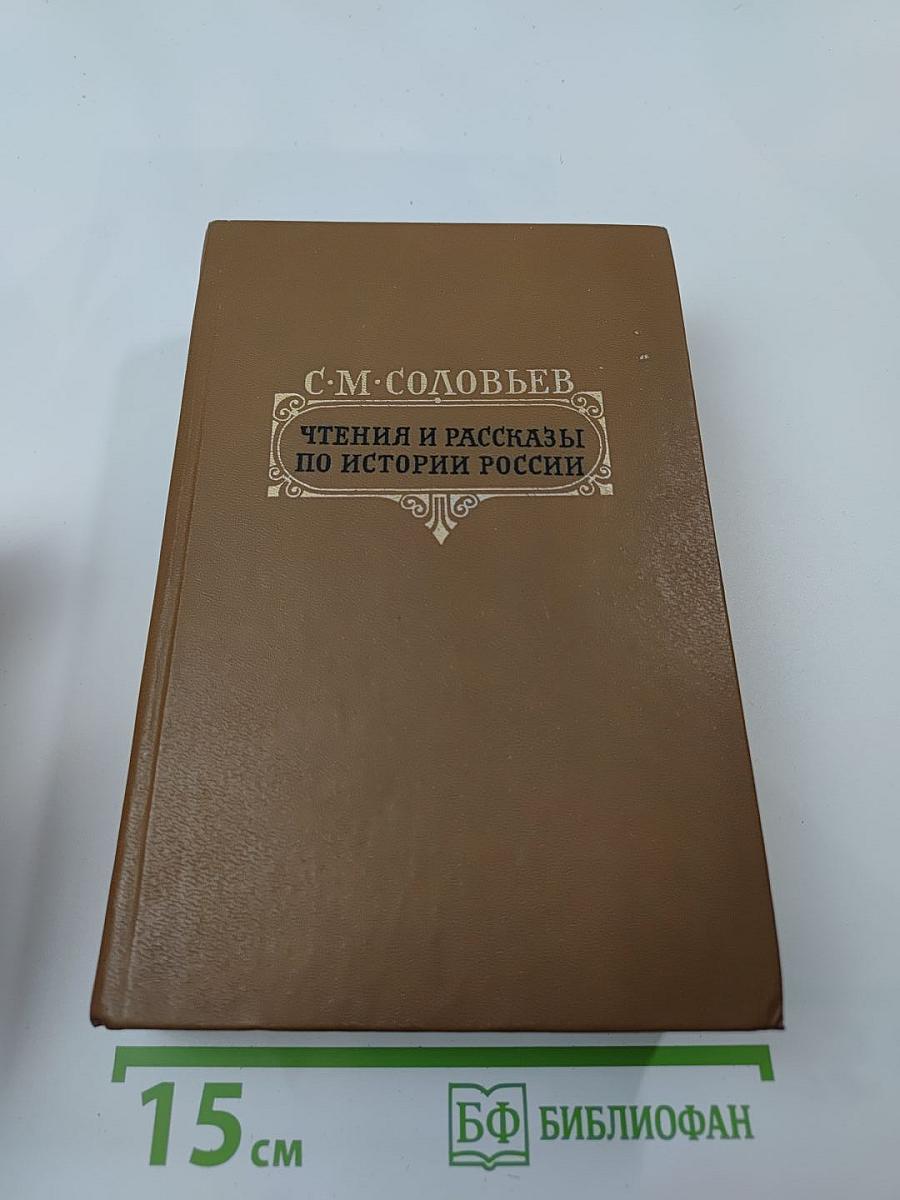 С·М·СОЛОВЬЕВ
ЧТЕНИЯ И РАССКАЗЫ
ПО ИСТОРИИ РОССИИ
15 см
БФ БИБЛИОФАН